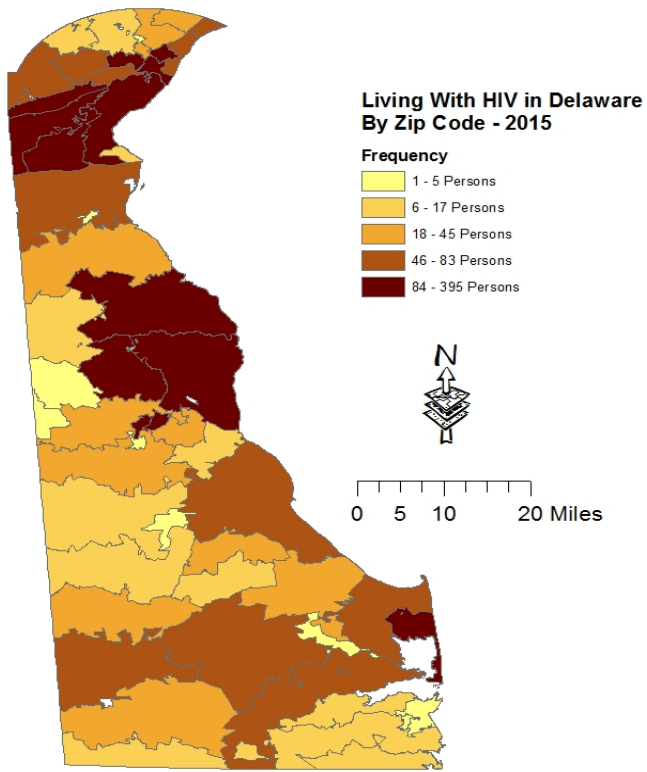 Living With HIV in Delaware
By Zip Code - 2015
Frequency
1 - 5 Persons
6 - 17 Persons
18 - 45 Persons
46 - 83 Persons
84 - 395 Persons
N
0 5 10 20 Miles